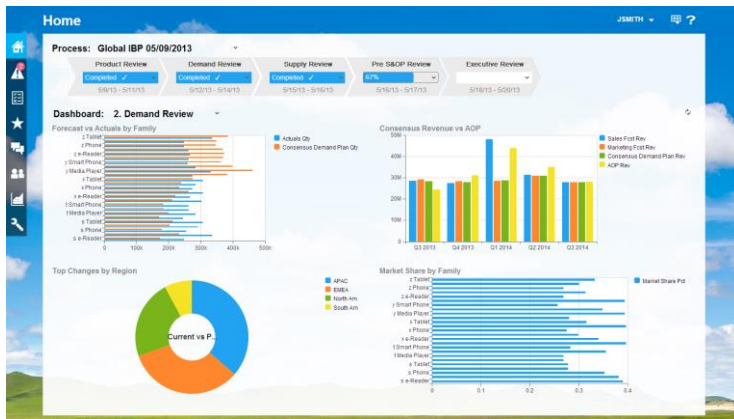 Home
JSMITH
?
Process: Global IBP 05/09/2013
Product Review
Demand Review
Supply Review
Pre S&OP Review
Executive Review
Completed ✓
Completed ✓
Completed ✓
67%
5/9/13 - 5/11/13
5/12/13 - 5/14/13
5/15/13 - 5/16/13
5/16/13 - 5/17/13
5/18/13 - 5/20/13
Dashboard: 2. Demand Review
Forecast vs Actuals by Family
z Tablet
z Phone
z e-Reader
y Smart Phone
y Media Player
x Tablet
x Phone
x e-Reader
t Smart Phone
t Media Player
s Tablet
s Phone
s e-Reader
0
100k
200k
300k
400k
500k
Actuals Qty
Consensus Demand Plan Qty
Consensus Revenue vs AOP
50M
40M
30M
20M
10M
0
Q3 2013
Q4 2013
Q1 2014
Q2 2014
Q3 2014
Sales Fcst Rev
Marketing Fcst Rev
Consensus Demand Plan Rev
AOP Rev
Top Changes by Region
Current vs P...
APAC
EMEA
North Am
South Am
Market Share by Family
z Tablet
z Phone
z e-Reader
y Smart Phone
y Media Player
x Tablet
x Phone
x e-Reader
t Smart Phone
t Media Player
s Tablet
s Phone
s e-Reader
0
0.1
0.2
0.3
0.4
Market Share Pct